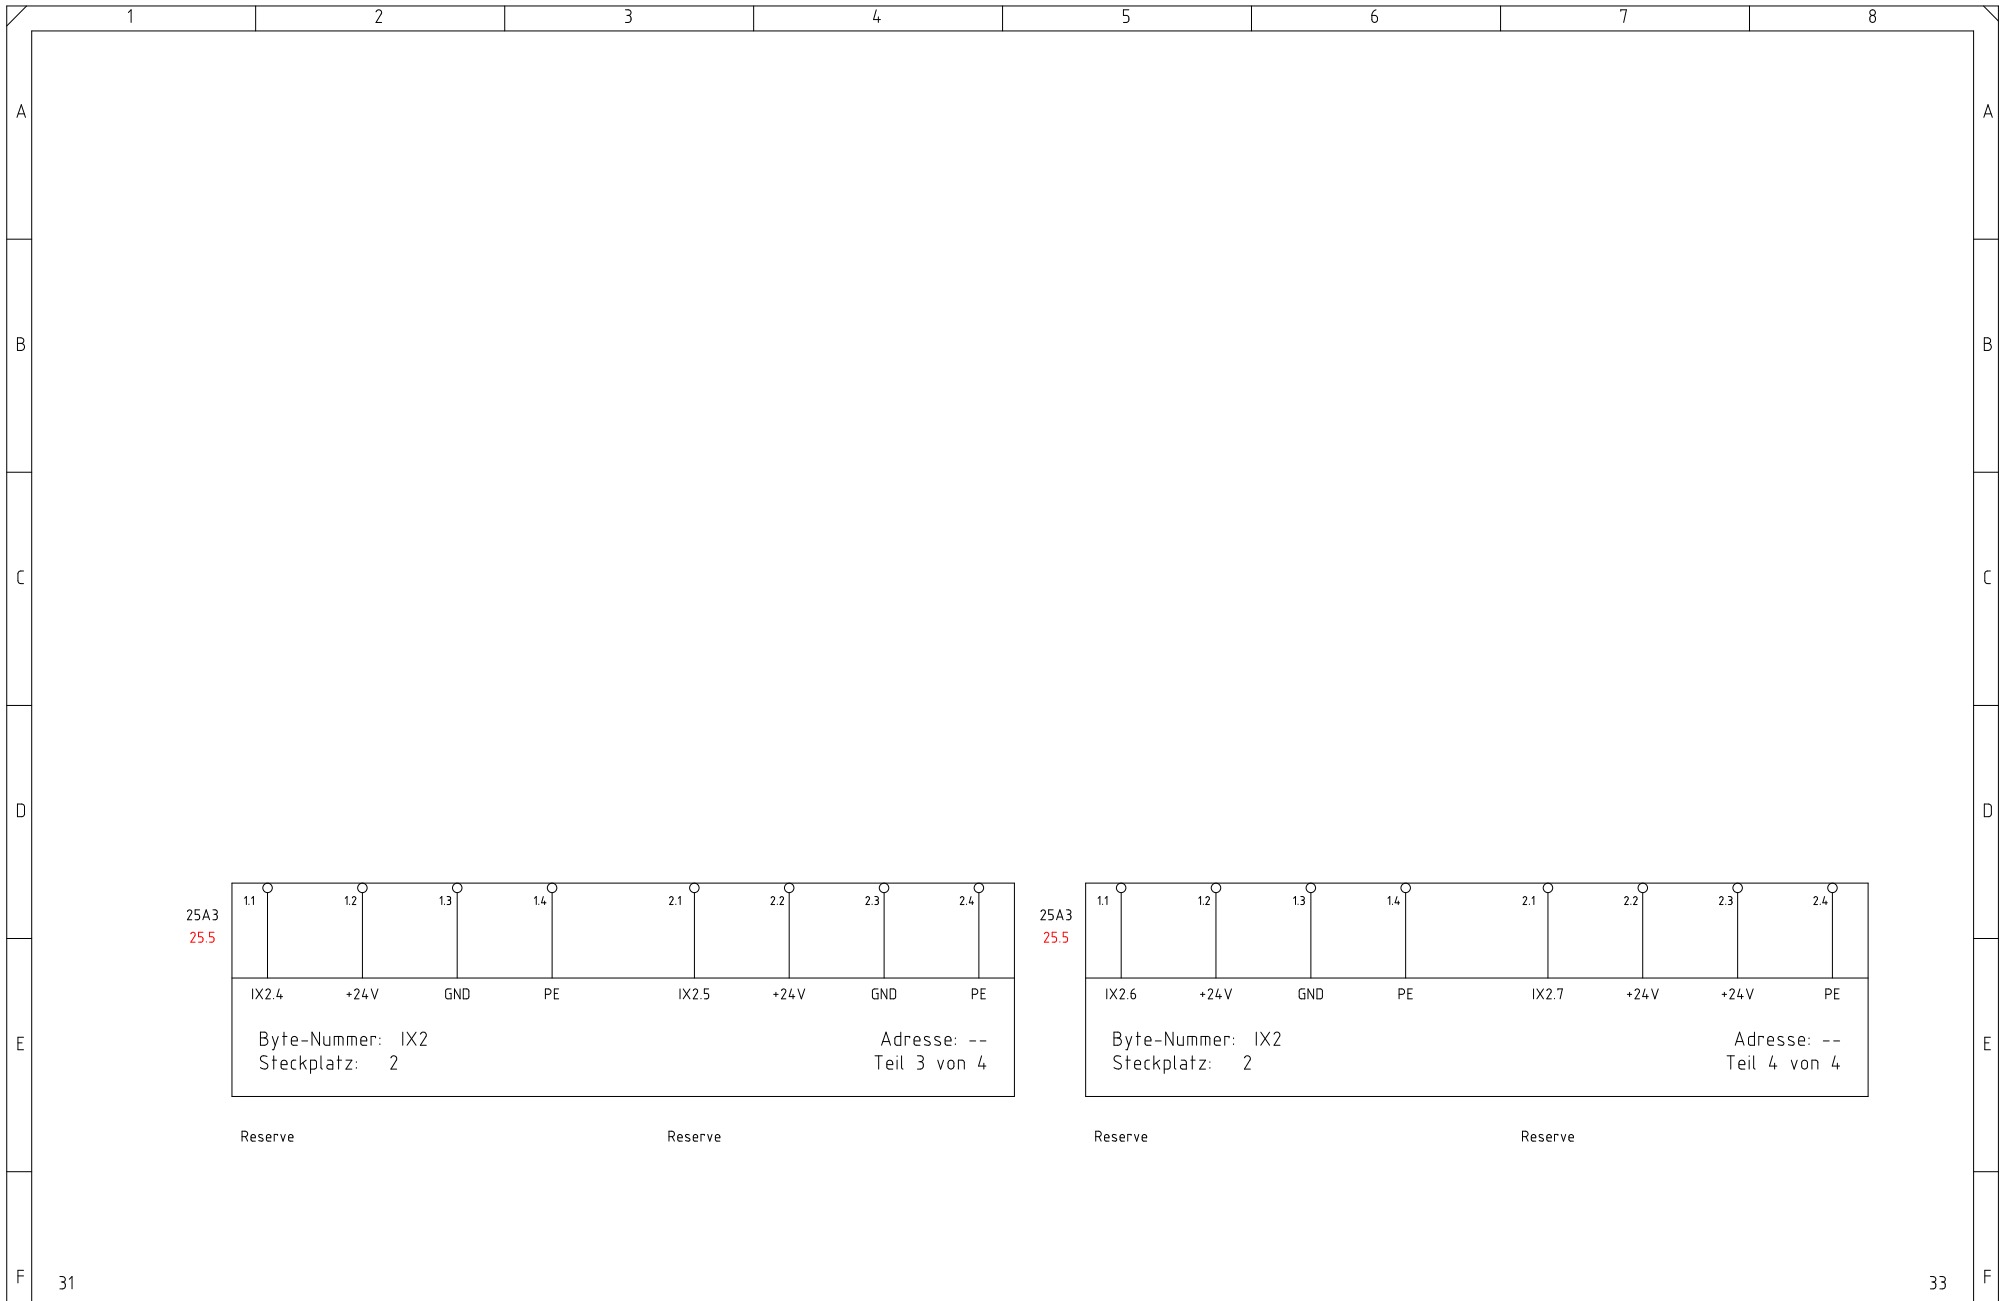 1 2 3 4 5 6 7 8
A A
B B
C C
D D
1.1 1.2 1.3 1.4 2.1 2.2 2.3 2.4 1.1 1.2 1.3 1.4 2.1 2.2 2.3 2.4
25A3 25A3
25.5 25.5
IX2.4 +24V GND PE IX2.5 +24V GND PE IX2.6 +24V GND PE IX2.7 +24V +24V PE
Byte-Nummer: IX2 Adresse: -- Byte-Nummer: IX2 Adresse: --
E E
Steckplatz: 2 Teil 3 von 4 Steckplatz: 2 Teil 4 von 4
Reserve Reserve Reserve Reserve
F F
31 33